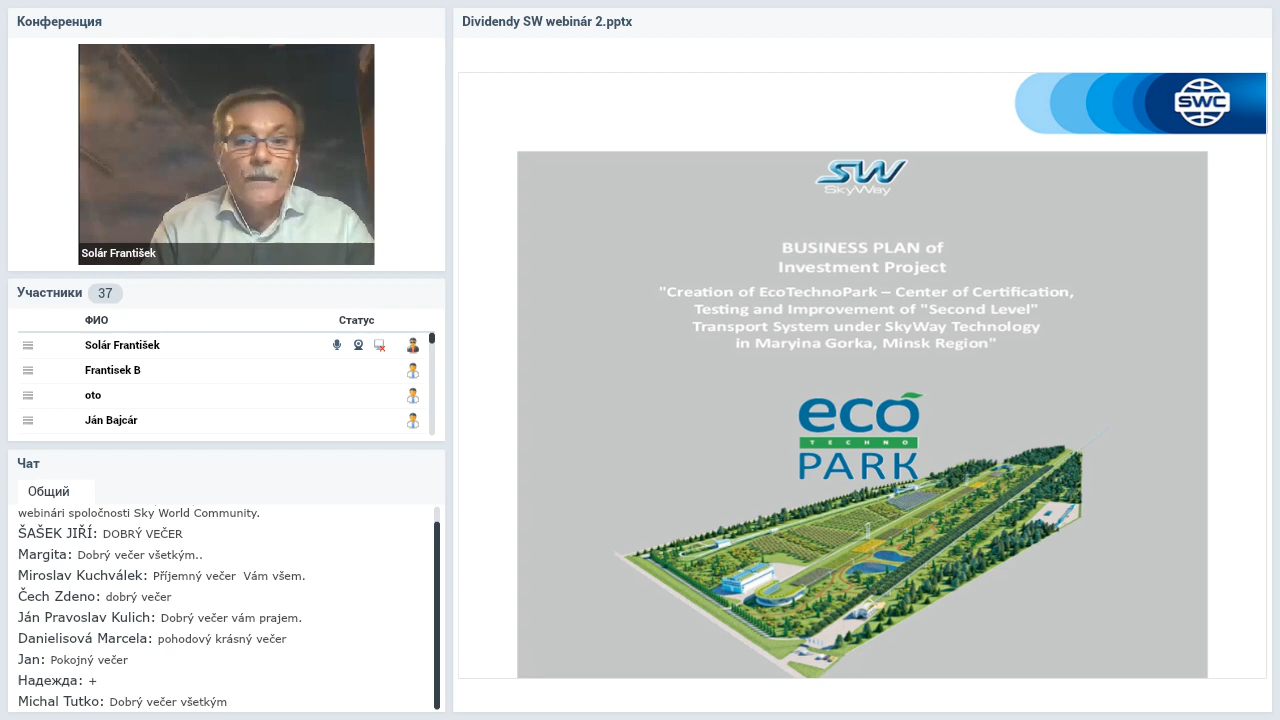 Конференция
Solár František
Участники 37
ФИО Статус
Solár František
Frantisek B
oto
Ján Bajcár
Чат
Общий
webinári spoločnosti Sky World Community.
ŠAŠEK JIŘÍ: DOBRÝ VEČER
Margita: Dobrý večer všetkým..
Miroslav Kuchválek: Příjemný večer Vám všem.
Čech Zdeno: dobrý večer
Ján Pravoslav Kulich: Dobrý večer vám prajem.
Danielisová Marcela: pohodový krásný večer
Jan: Pokojný večer
Надежда: +
Michal Tutko: Dobrý večer všetkým
Dividendy SW webinár 2.pptx
SWC
SW
SkyWay
BUSINESS PLAN of
Investment Project
"Creation of EcoTechnoPark – Center of Certification,
Testing and Improvement of "Second Level"
Transport System under SkyWay Technology
in Maryina Gorka, Minsk Region"
eco
TECHNO
PARK